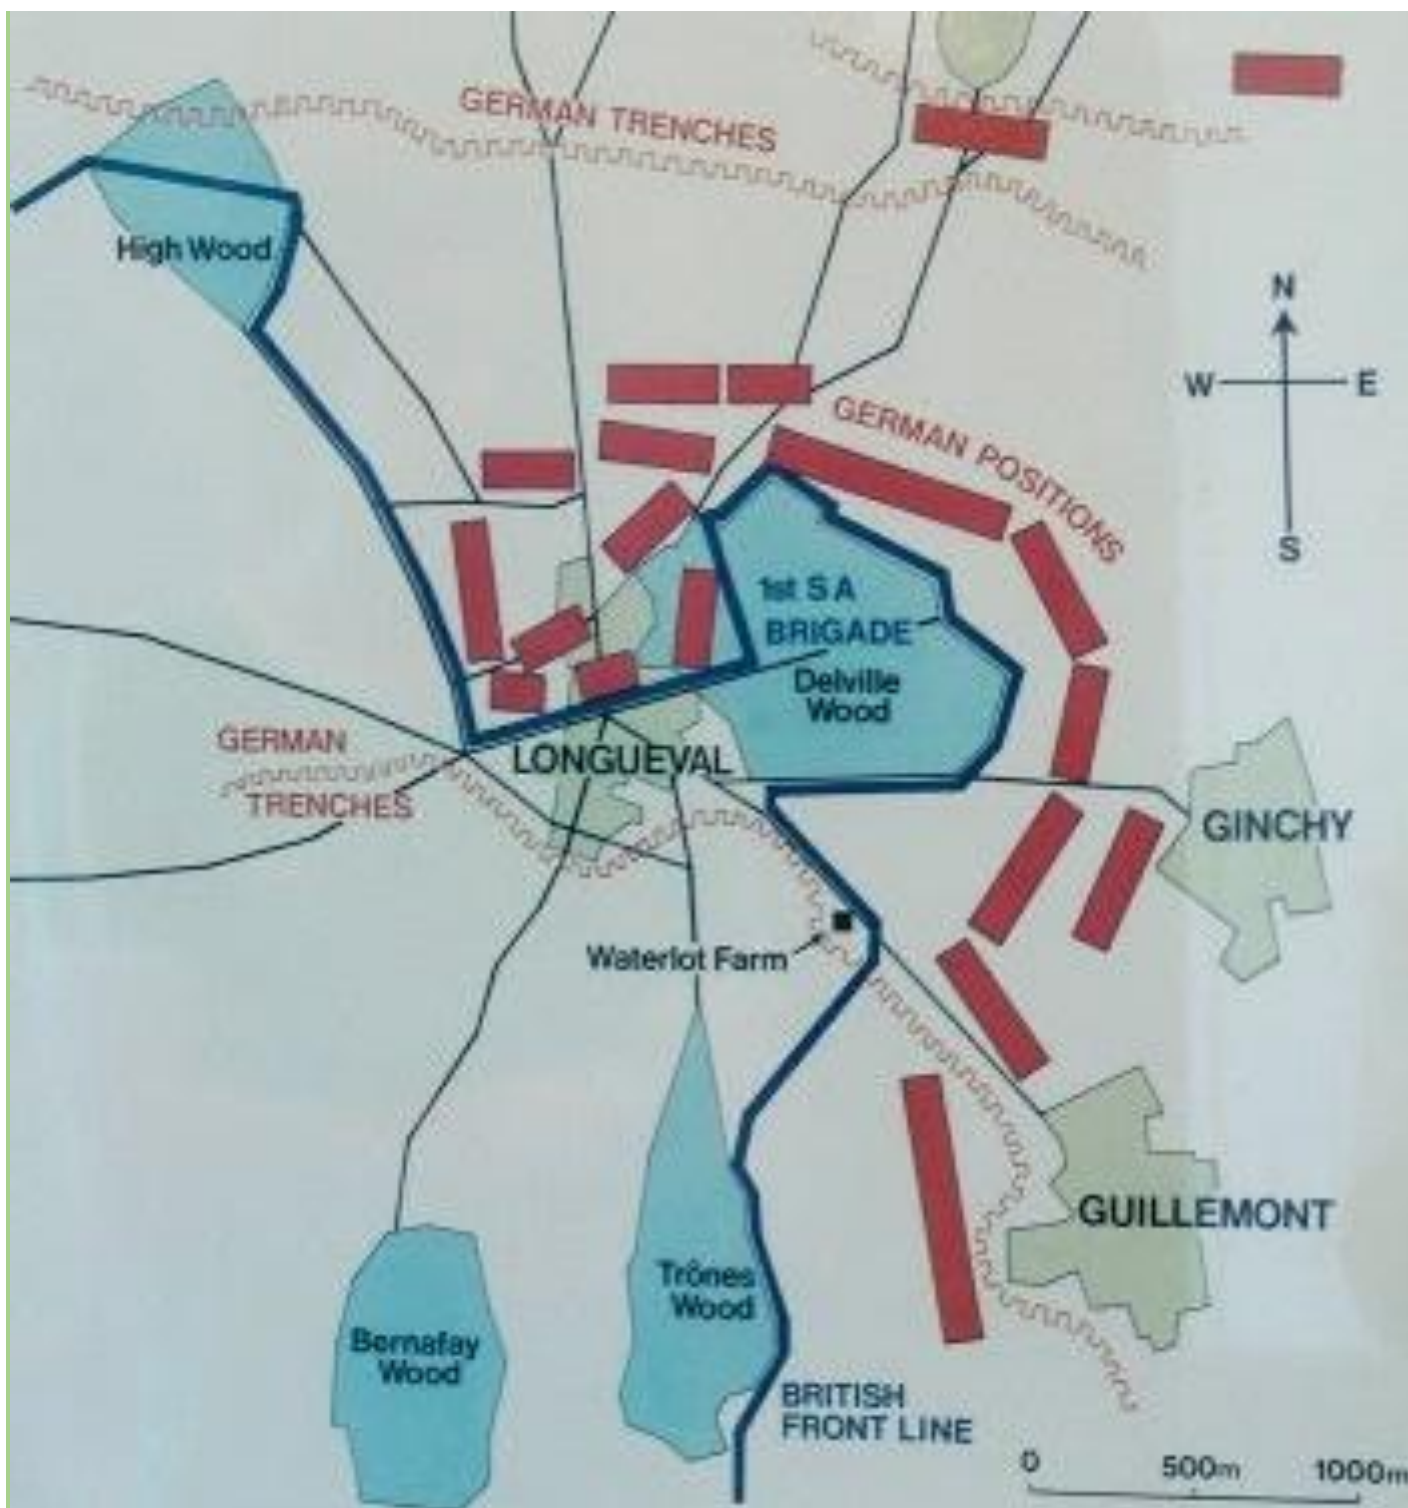 GERMAN TRENCHES
High Wood
N
W
E
S
GERMAN POSITIONS
1st S A
BRIGADE
Delville
Wood
GERMAN
TRENCHES
LONGUEVAL
GINCHY
Waterlot Farm
GUILLEMONT
Trônes
Wood
Bernafay
Wood
BRITISH
FRONT LINE
0 500m 1000m